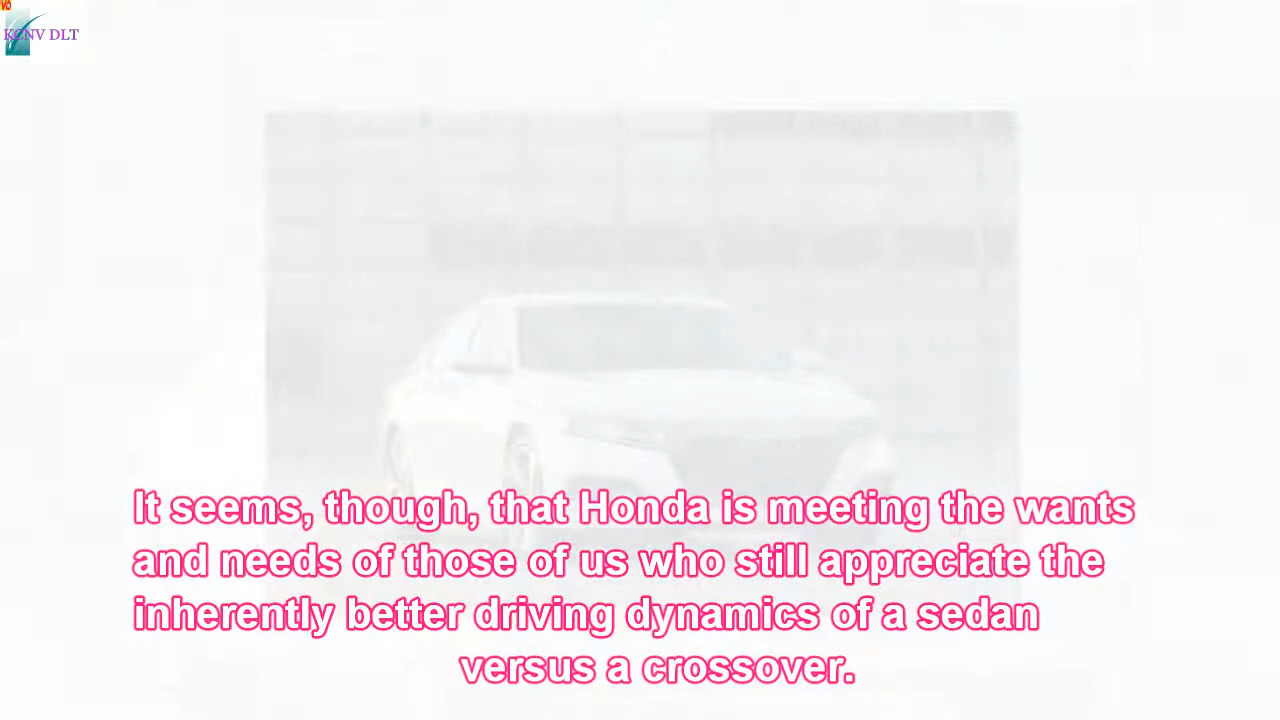 VO
KCNV DLT
It seems, though, that Honda is meeting the wants
and needs of those of us who still appreciate the
inherently better driving dynamics of a sedan
versus a crossover.